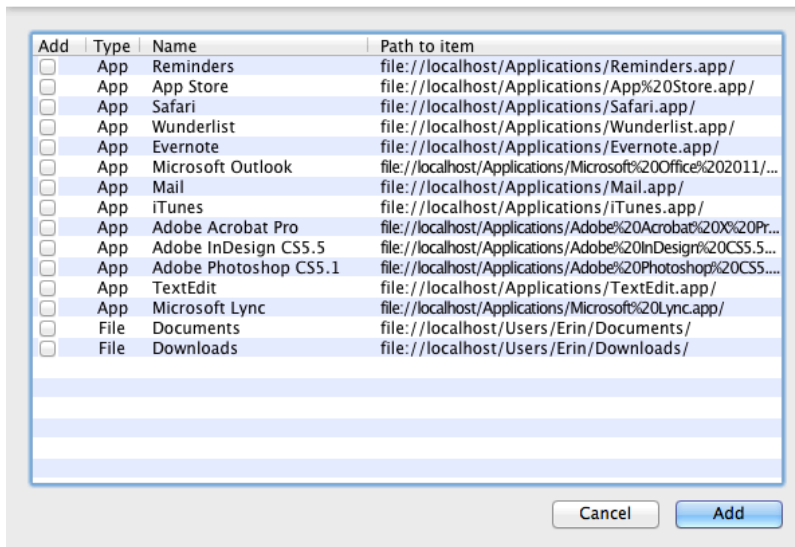 Add Type Name Path to item
App Reminders file://localhost/Applications/Reminders.app/
App App Store file://localhost/Applications/App%20Store.app/
App Safari file://localhost/Applications/Safari.app/
App Wunderlist file://localhost/Applications/Wunderlist.app/
App Evernote file://localhost/Applications/Evernote.app/
App Microsoft Outlook file://localhost/Applications/Microsoft%20Office%202011/...
App Mail file://localhost/Applications/Mail.app/
App iTunes file://localhost/Applications/iTunes.app/
App Adobe Acrobat Pro file://localhost/Applications/Adobe%20Acrobat%20X%20Pr...
App Adobe InDesign CS5.5 file://localhost/Applications/Adobe%20InDesign%20CS5.5...
App Adobe Photoshop CS5.1 file://localhost/Applications/Adobe%20Photoshop%20CS5....
App TextEdit file://localhost/Applications/TextEdit.app/
App Microsoft Lync file://localhost/Applications/Microsoft%20Lync.app/
File Documents file://localhost/Users/Erin/Documents/
File Downloads file://localhost/Users/Erin/Downloads/
Cancel Add